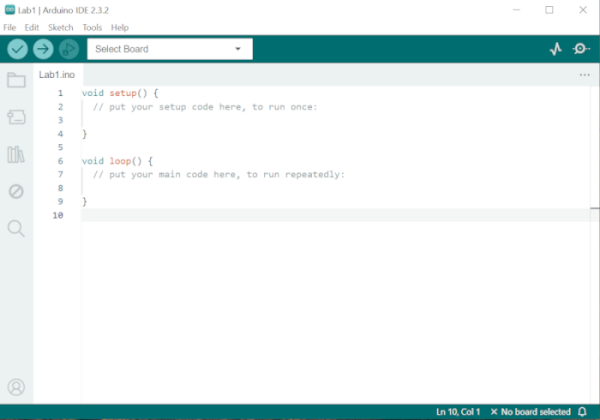 Lab1 | Arduino IDE 2.3.2
File Edit Sketch Tools Help
Select Board
Lab1.ino
1 void setup() {
2 // put your setup code here, to run once:
3
4 }
5
6 void loop() {
7 // put your main code here, to run repeatedly:
8
9 }
10
Ln 10, Col 1 × No board selected